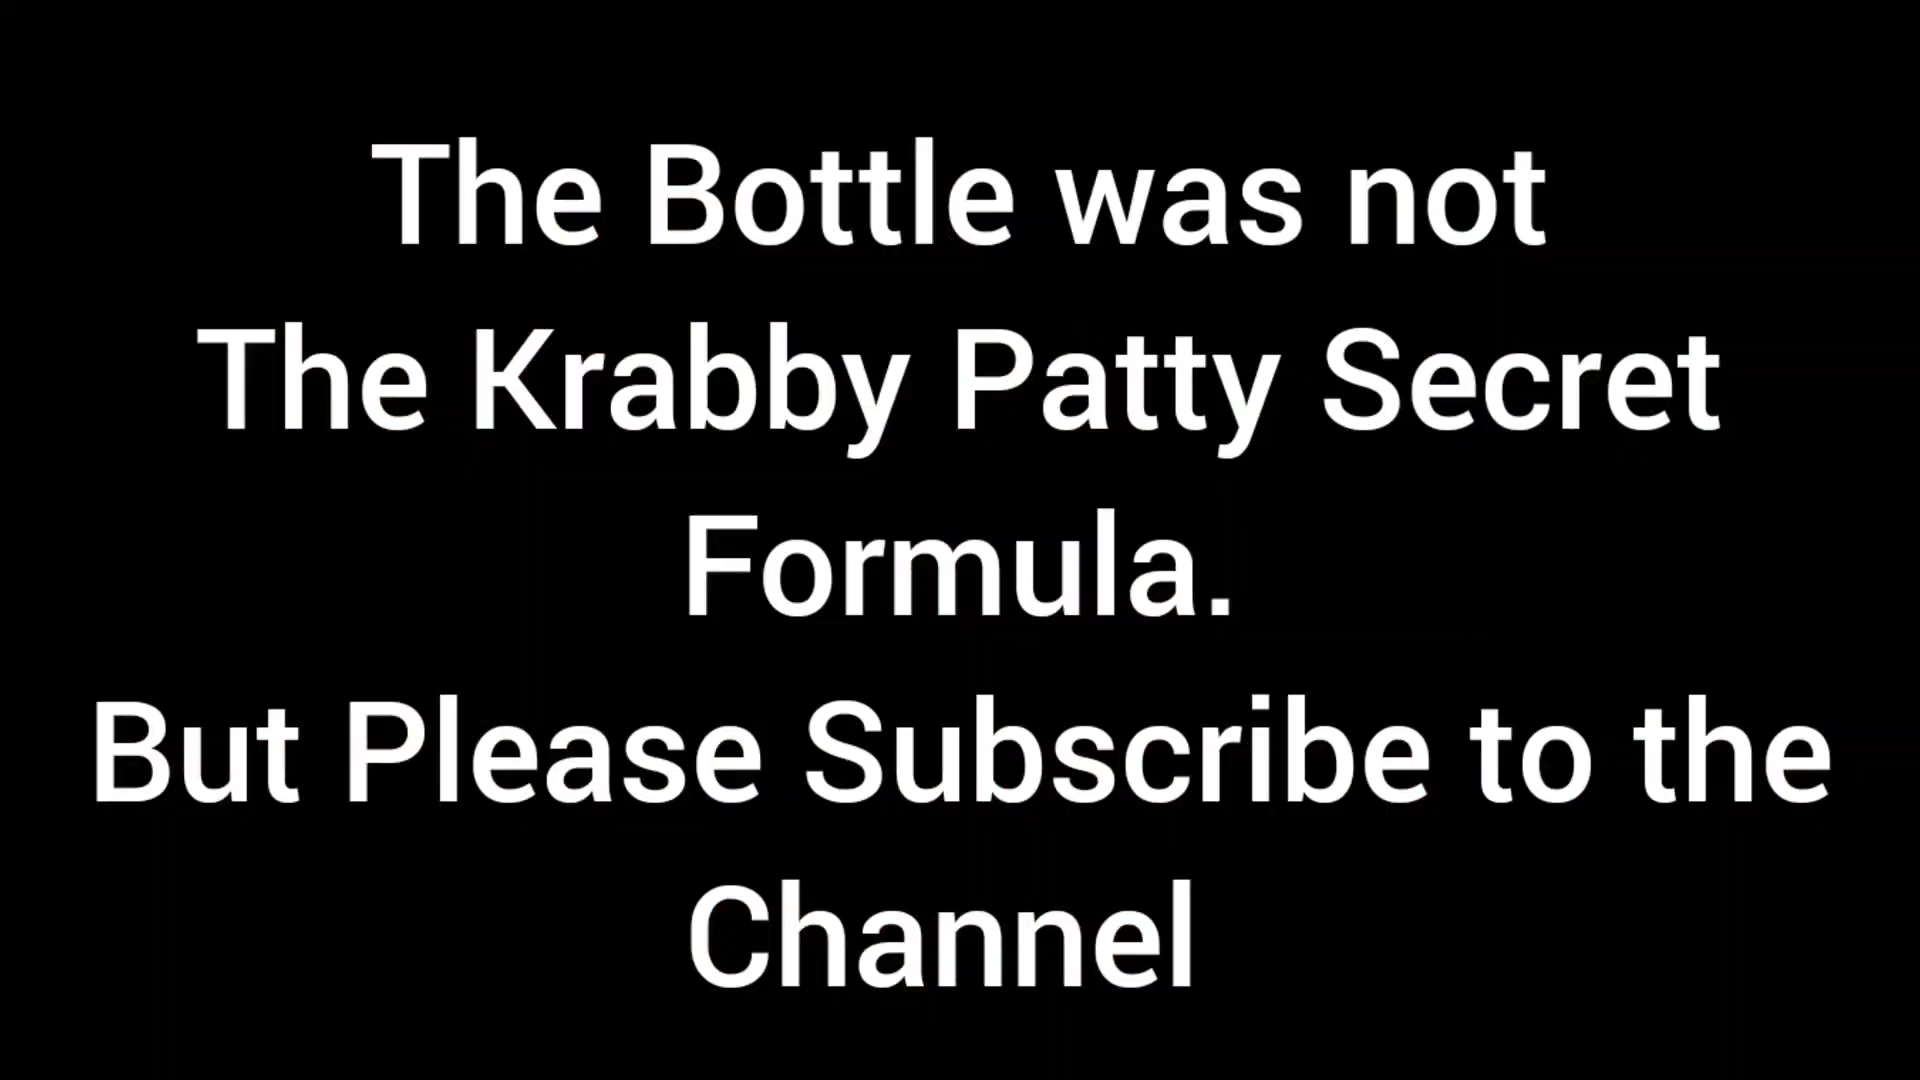 The Bottle was not
The Krabby Patty Secret
Formula.
But Please Subscribe to the
Channel